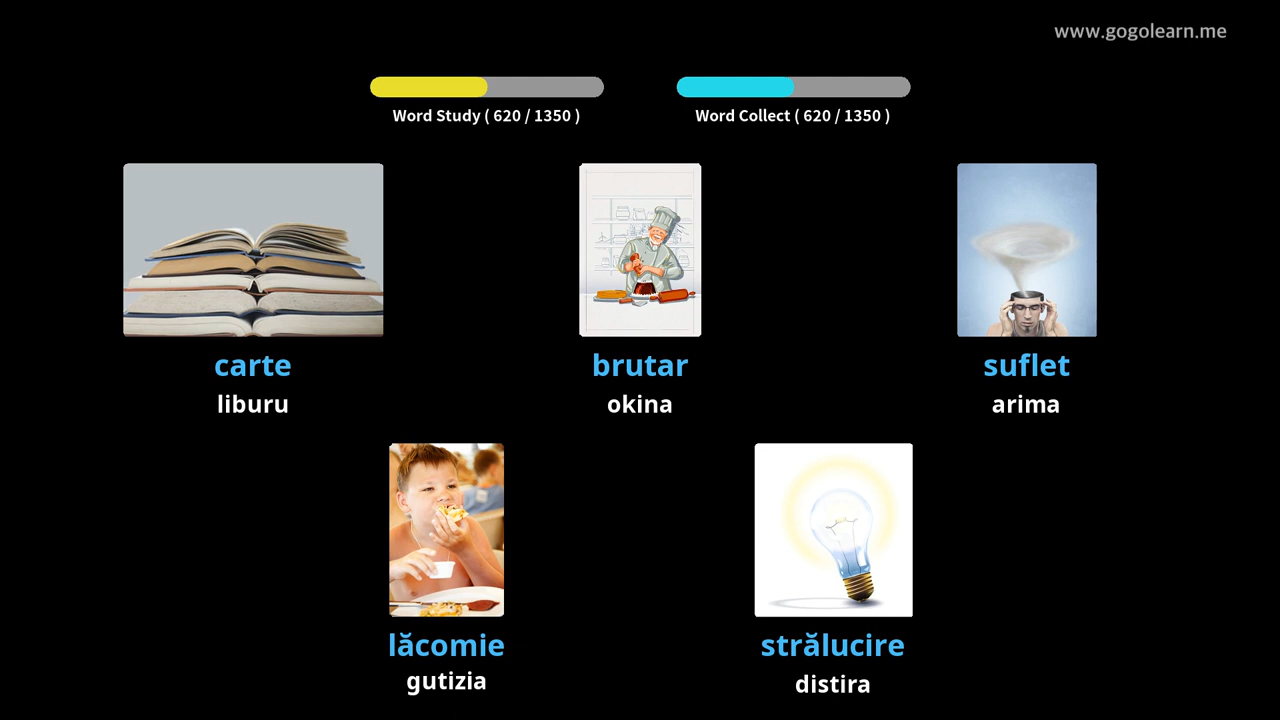 www.gogolearn.me
Word Study ( 620 / 1350 )
Word Collect ( 620 / 1350 )
carte
liburu
brutar
okina
suflet
arima
lăcomie
gutizia
strălucire
distira